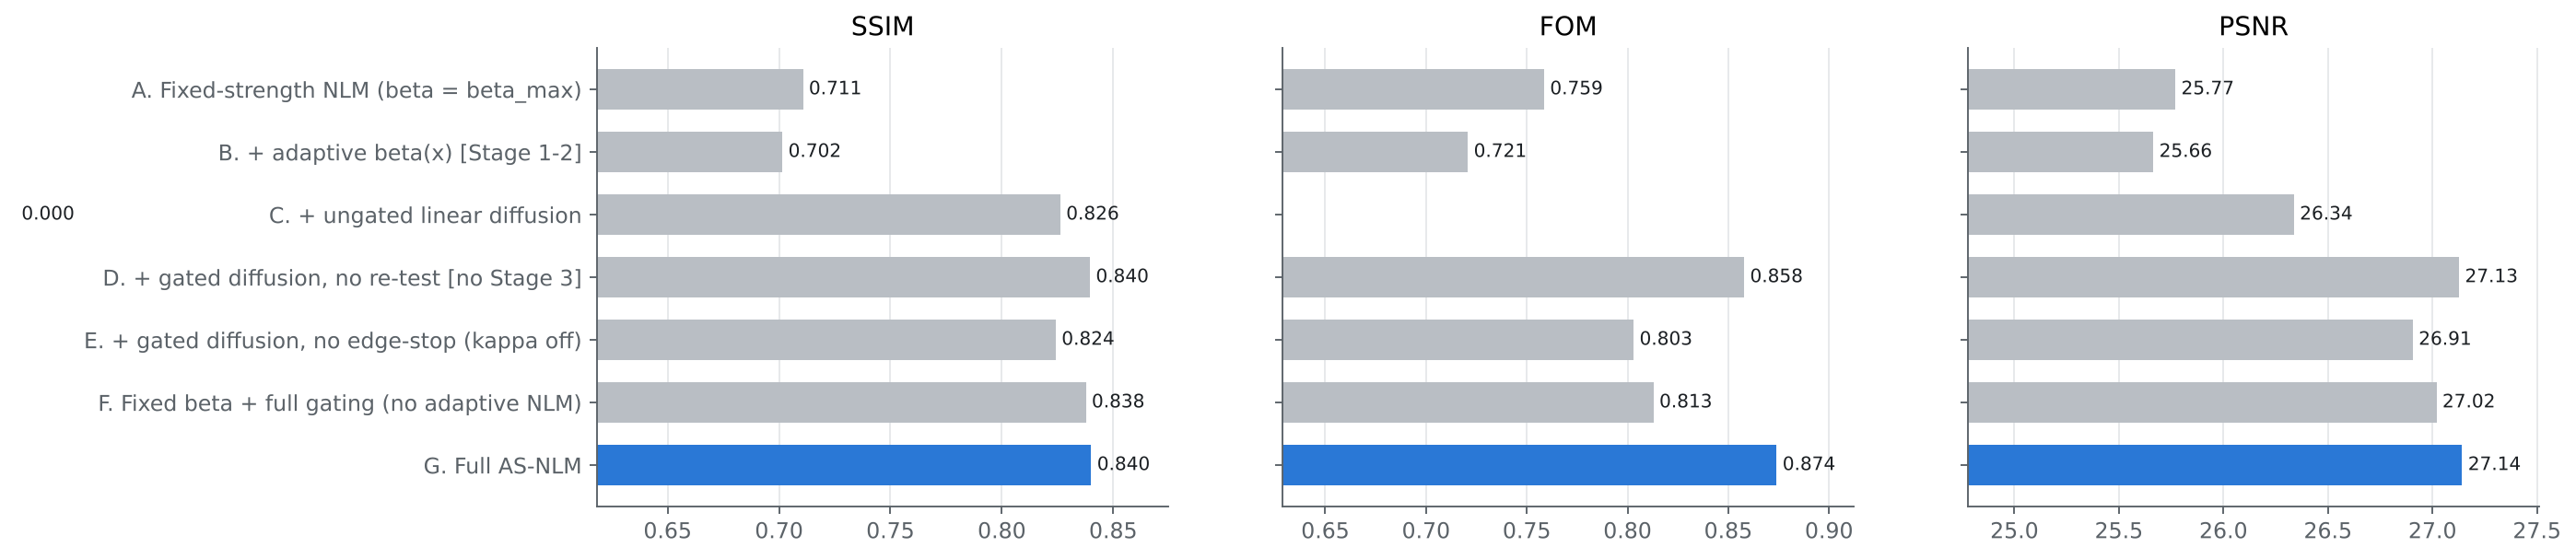 SSIM FOM PSNR
A. Fixed-strength NLM (beta = beta_max) 0.711 0.759 25.77
B. + adaptive beta(x) [Stage 1-2] 0.702 0.721 25.66
0.000 C. + ungated linear diffusion 0.826 26.34
D. + gated diffusion, no re-test [no Stage 3] 0.840 0.858 27.13
E. + gated diffusion, no edge-stop (kappa off) 0.824 0.803 26.91
F. Fixed beta + full gating (no adaptive NLM) 0.838 0.813 27.02
G. Full AS-NLM 0.840 0.874 27.14
0.65 0.70 0.75 0.80 0.85 0.65 0.70 0.75 0.80 0.85 0.90 25.0 25.5 26.0 26.5 27.0 27.5